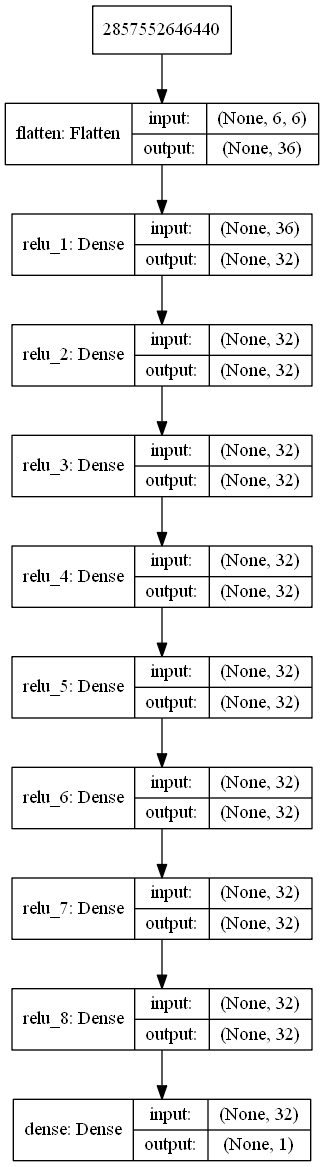 2857552646440
flatten: Flatten
input: (None, 6, 6)
output: (None, 36)
relu_1: Dense
input: (None, 36)
output: (None, 32)
relu_2: Dense
input: (None, 32)
output: (None, 32)
relu_3: Dense
input: (None, 32)
output: (None, 32)
relu_4: Dense
input: (None, 32)
output: (None, 32)
relu_5: Dense
input: (None, 32)
output: (None, 32)
relu_6: Dense
input: (None, 32)
output: (None, 32)
relu_7: Dense
input: (None, 32)
output: (None, 32)
relu_8: Dense
input: (None, 32)
output: (None, 32)
dense: Dense
input: (None, 32)
output: (None, 1)